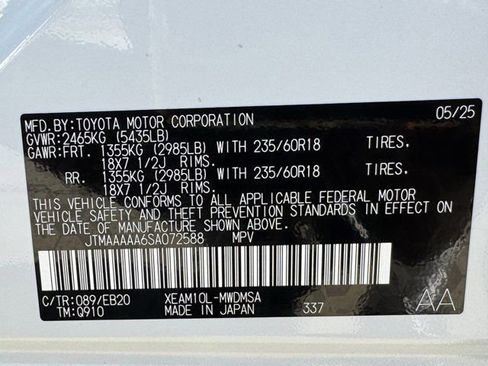 MFD.BY:TOYOTA MOTOR CORPORATION 05/25
GVWR:2465KG (5435LB)
GAWR:FRT. 1355KG (2985LB) WITH 235/60R18 TIRES.
18X7 1/2J RIMS.
RR. 1355KG (2985LB) WITH 235/60R18 TIRES.
18X7 1/2J RIMS.
THIS VEHICLE CONFORMS TO ALL APPLICABLE FEDERAL MOTOR
VEHICLE SAFETY AND THEFT PREVENTION STANDARDS IN EFFECT
ON THE DATE OF MANUFACTURE SHOWN ABOVE.
JTMAAAAA6SA072588 MPV
C/TR:089/EB20 XEAM10L-MWDMSA AA
TM:Q910 MADE IN JAPAN 337